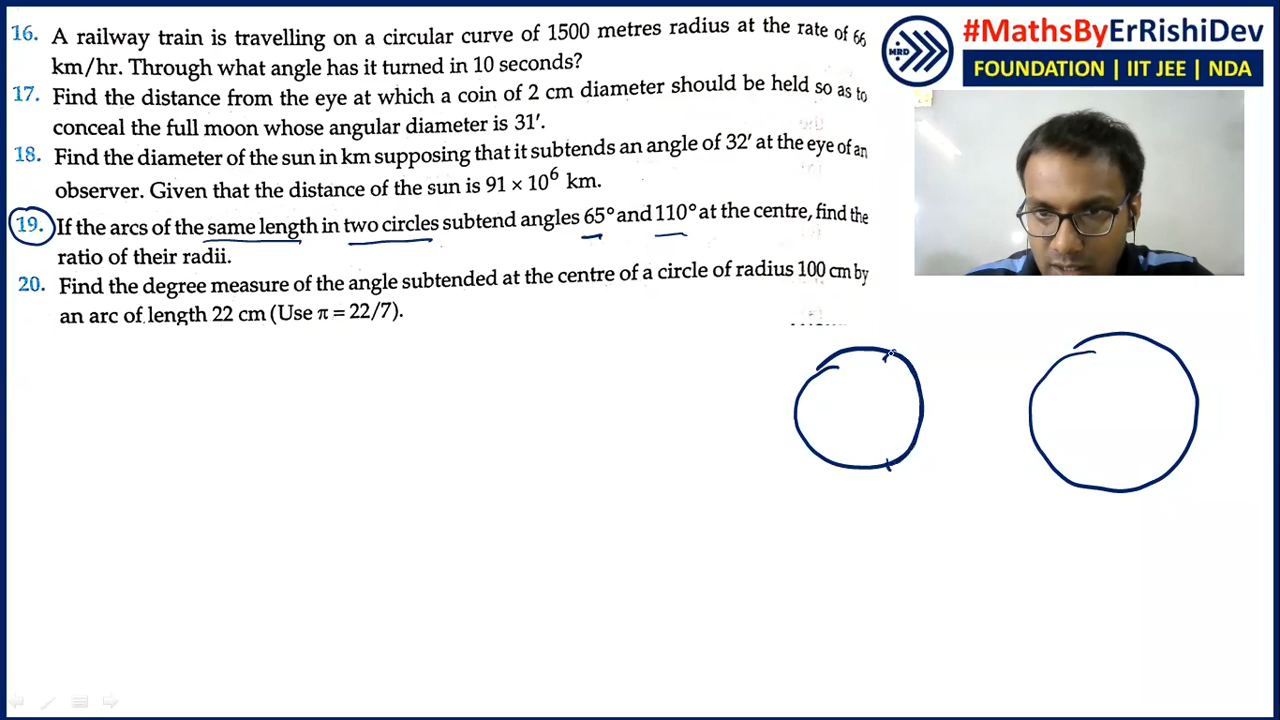 #MathsByErRishiDev
MRD
FOUNDATION | IIT JEE | NDA
16. A railway train is travelling on a circular curve of 1500 metres radius at the rate of 66
km/hr. Through what angle has it turned in 10 seconds?
17. Find the distance from the eye at which a coin of 2 cm diameter should be held so as to
conceal the full moon whose angular diameter is 31′.
18. Find the diameter of the sun in km supposing that it subtends an angle of 32′ at the eye of an
observer. Given that the distance of the sun is 91 × 10⁶ km.
19. If the arcs of the same length in two circles subtend angles 65° and 110° at the centre, find the
ratio of their radii.
20. Find the degree measure of the angle subtended at the centre of a circle of radius 100 cm by
an arc of length 22 cm (Use π = 22/7).